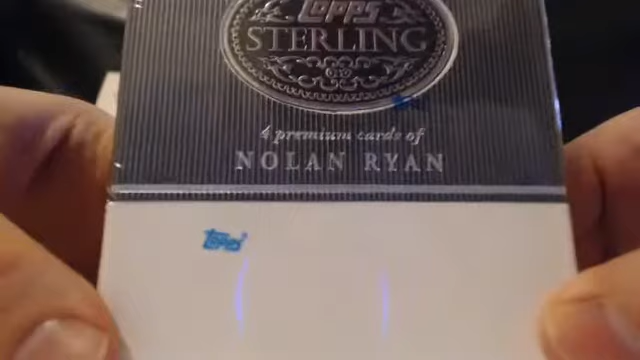 TOPPS
STERLING
4 premium cards of
NOLAN RYAN
TOPPS